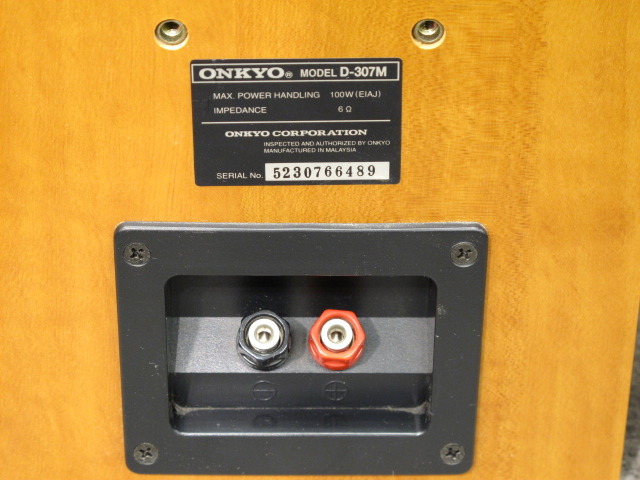 ONKYO® MODEL D-307M
MAX. POWER HANDLING 100W (EIAJ)
IMPEDANCE 6 Ω
ONKYO CORPORATION
INSPECTED AND AUTHORIZED BY ONKYO
MANUFACTURED IN MALAYSIA
SERIAL No. 5230766489
⊖ ⊕